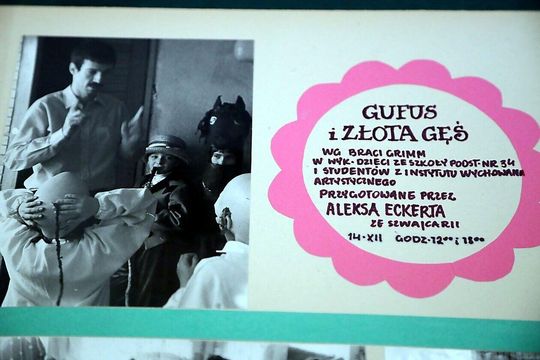 GUFUS
i ZŁOTA GĘŚ
WG BRACI GRIMM
W WYK. DZIECI ZE SZKOŁY PODST. NR 34
I STUDENTÓW Z INSTYTUTU WYCHOWANIA
ARTYSTYCZNEGO
PRZYGOTOWANE PRZEZ
ALEKSA ECKERTA
ZE SZWAJCARII
14·XII GODZ·12⁰⁰ i 18⁰⁰